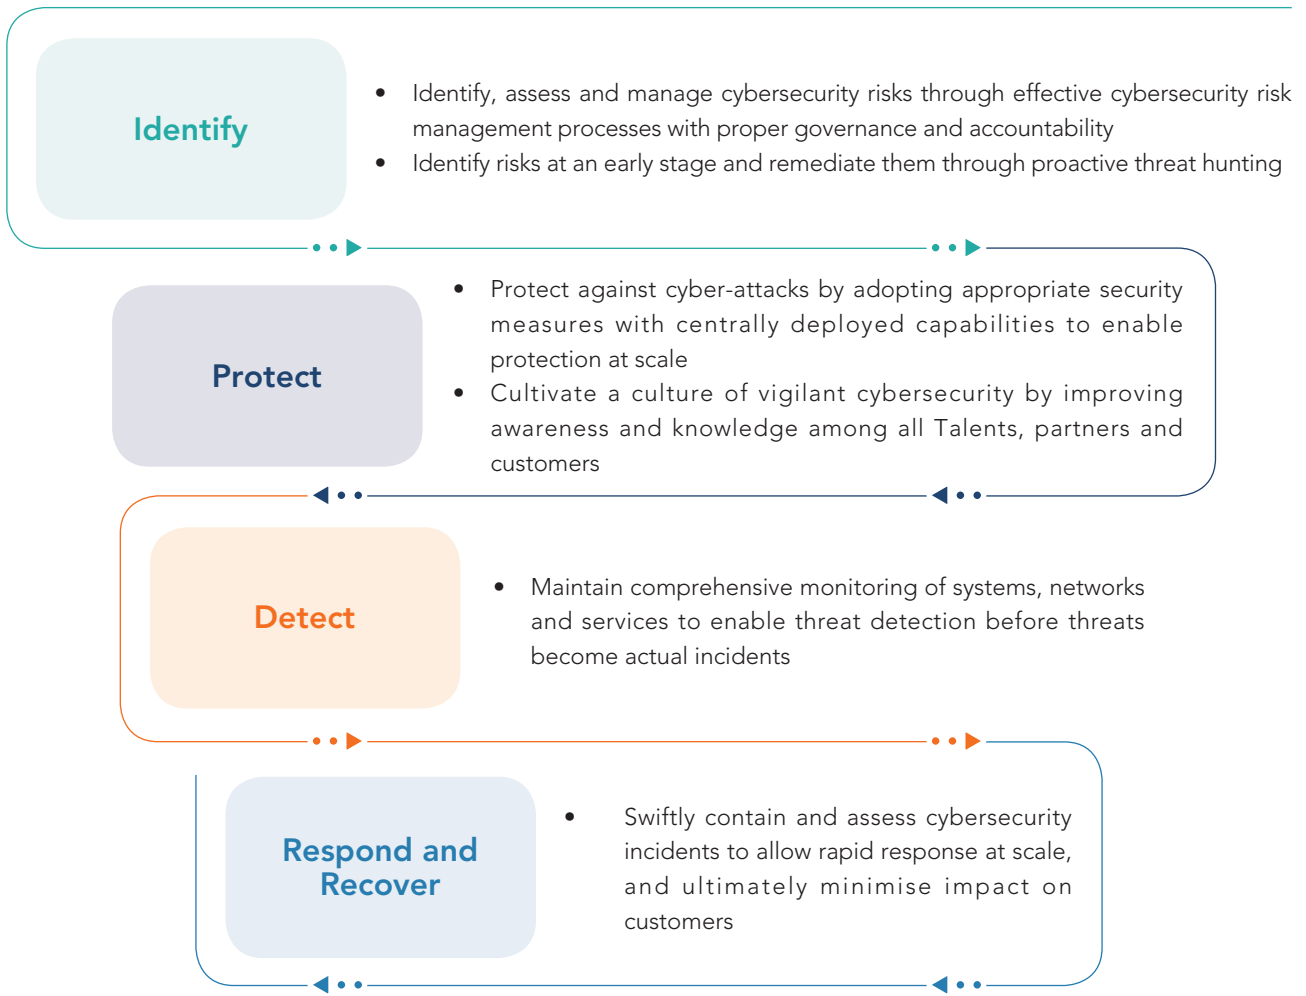 Identify
• Identify, assess and manage cybersecurity risks through effective cybersecurity risk
management processes with proper governance and accountability
• Identify risks at an early stage and remediate them through proactive threat hunting
Protect
• Protect against cyber-attacks by adopting appropriate security
measures with centrally deployed capabilities to enable
protection at scale
• Cultivate a culture of vigilant cybersecurity by improving
awareness and knowledge among all Talents, partners and
customers
Detect
• Maintain comprehensive monitoring of systems, networks
and services to enable threat detection before threats
become actual incidents
Respond and
Recover
• Swiftly contain and assess cybersecurity
incidents to allow rapid response at scale,
and ultimately minimise impact on
customers